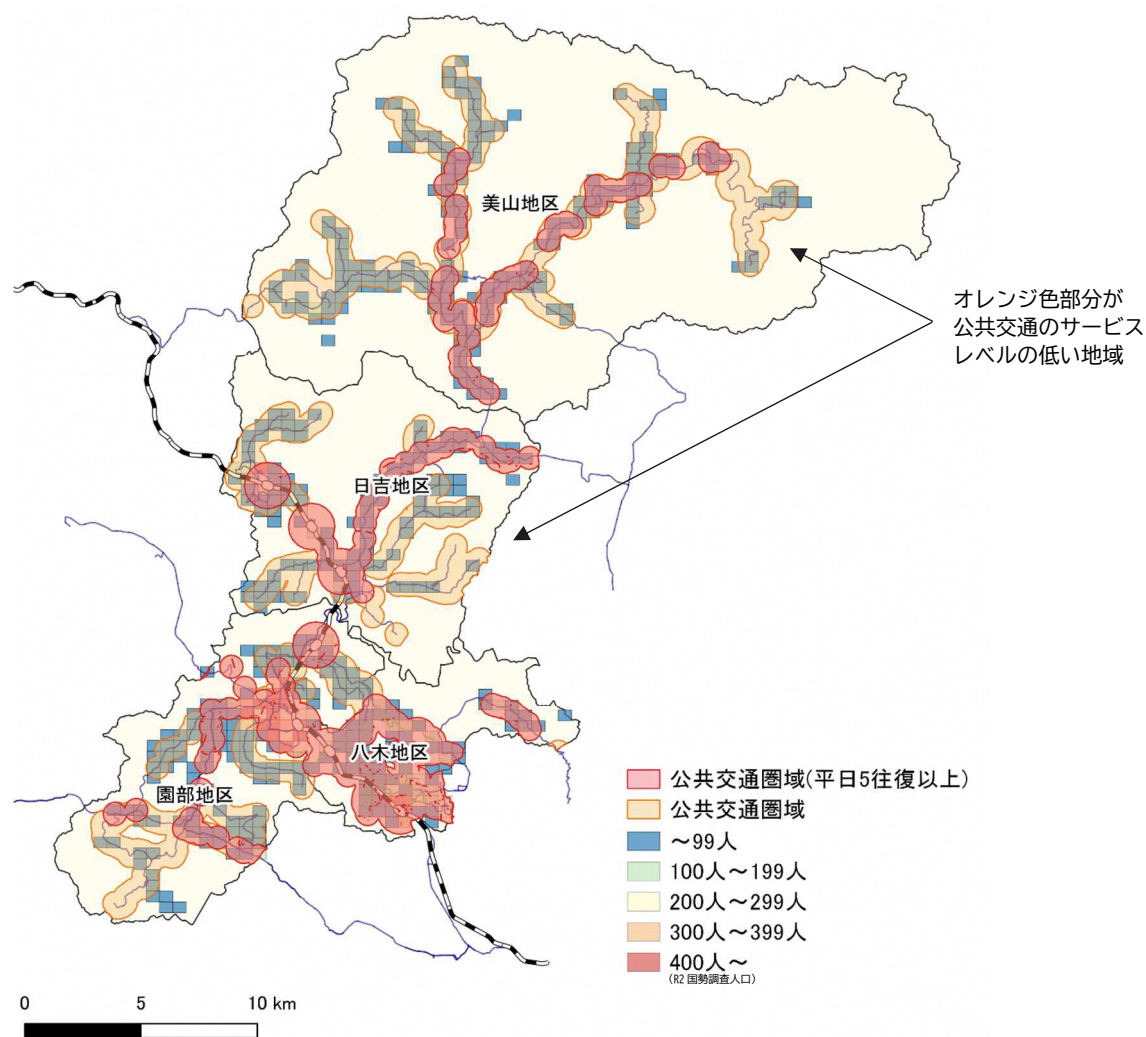 美山地区
オレンジ色部分が
公共交通のサービス
レベルの低い地域
日吉地区
八木地区
園部地区
公共交通圏域(平日5往復以上)
公共交通圏域
～99人
100人～199人
200人～299人
300人～399人
400人～
(R2 国勢調査人口)
0 5 10 km